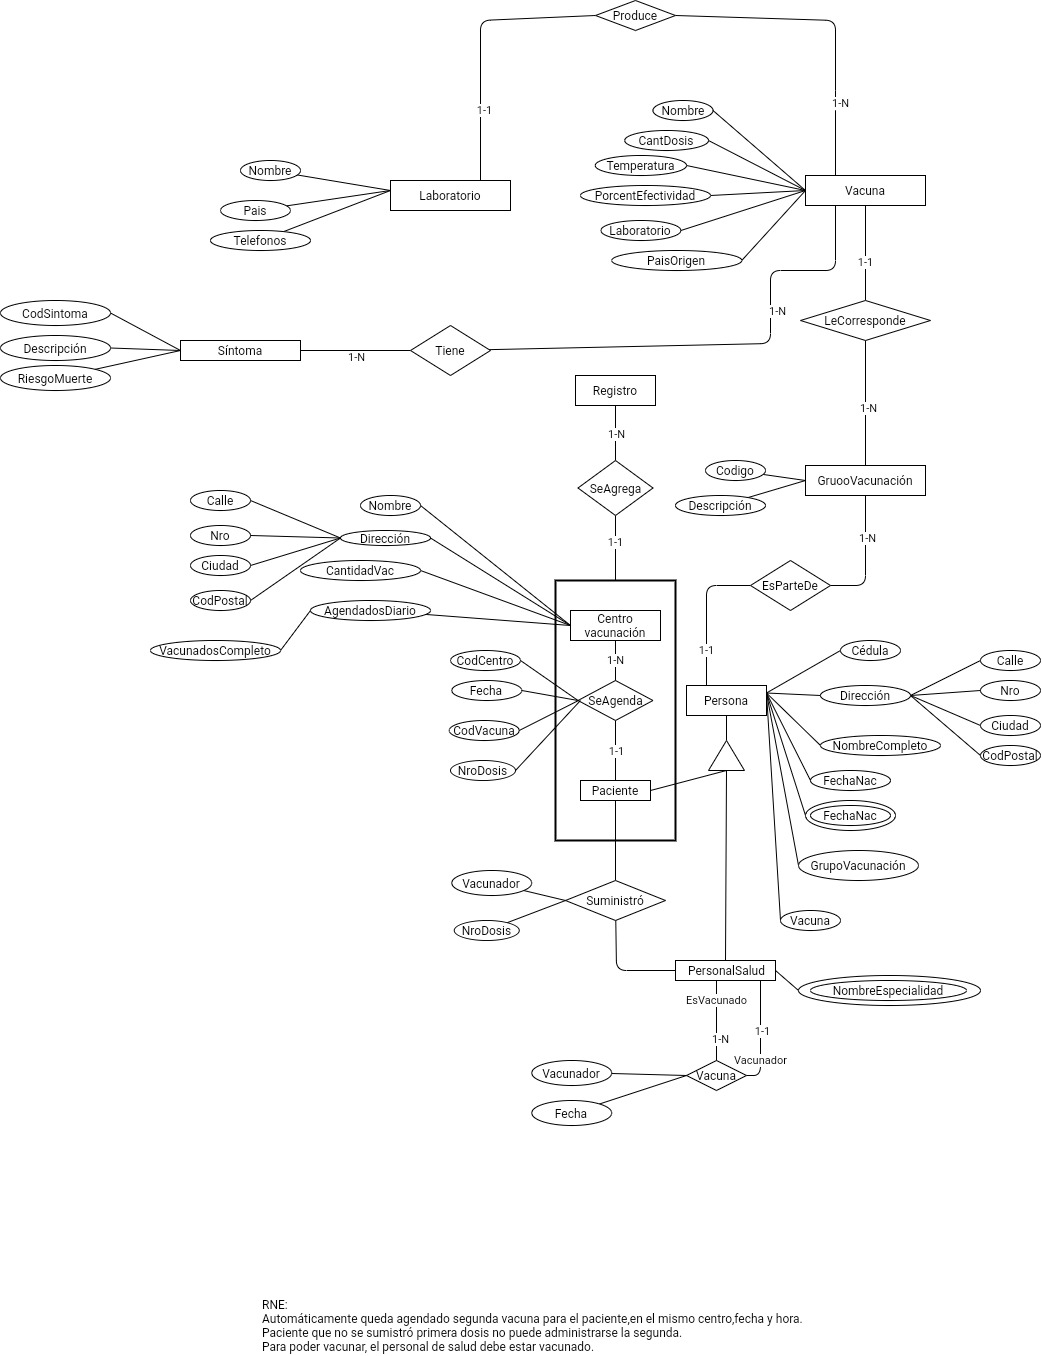 Produce
1-1
1-N
Nombre
CantDosis
Temperatura
PorcentEfectividad
Laboratorio
PaisOrigen
Vacuna
Nombre
Pais
Telefonos
Laboratorio
1-1
1-N
LeCorresponde
CodSintoma
Descripción
RiesgoMuerte
Síntoma
1-N
Tiene
Registro
1-N
1-N
SeAgrega
Codigo
Descripción
GruooVacunación
Calle
Nro
Ciudad
CodPostal
Nombre
Dirección
CantidadVac
AgendadosDiario
VacunadosCompleto
1-1
1-N
EsParteDe
Centro
vacunación
1-N
1-1
CodCentro
Fecha
CodVacuna
NroDosis
SeAgenda
1-1
Paciente
Persona
Cédula
Dirección
Calle
Nro
Ciudad
CodPostal
NombreCompleto
FechaNac
FechaNac
GrupoVacunación
Vacuna
Vacunador
NroDosis
Suministró
PersonalSalud
NombreEspecialidad
EsVacunado
1-N
1-1
Vacunador
Vacunador
Vacuna
Fecha
RNE:
Automáticamente queda agendado segunda vacuna para el paciente,en el mismo centro,fecha y hora.
Paciente que no se sumistró primera dosis no puede administrarse la segunda.
Para poder vacunar, el personal de salud debe estar vacunado.